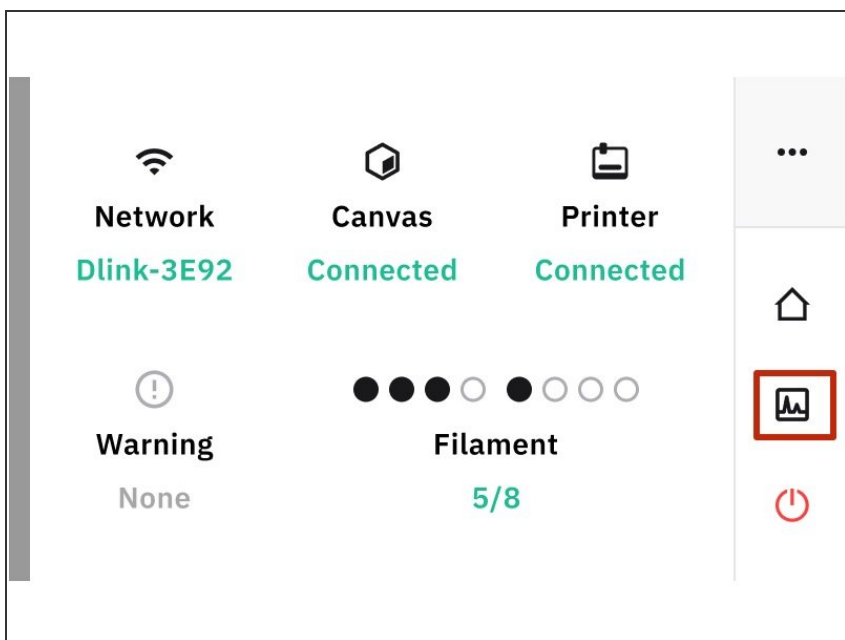 Network
Canvas
Printer
Dlink-3E92
Connected
Connected
Warning
Filament
None
5/8